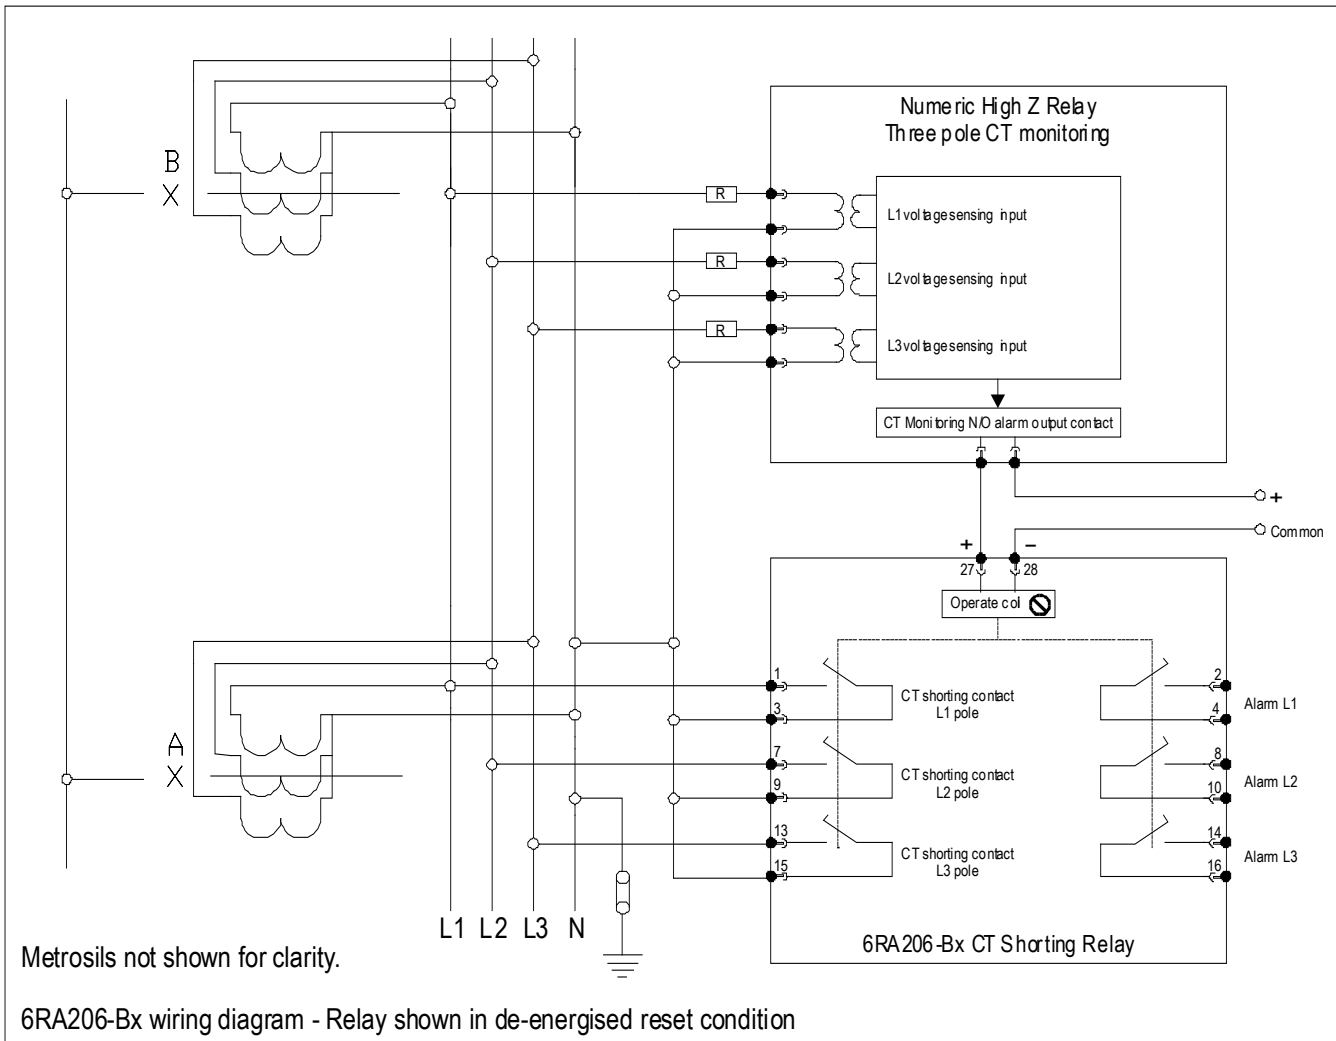 Numeric High Z Relay
Three pole CT monitoring
B
X
R
L1 voltage sensing input
R
L2 voltage sensing input
R
L3 voltage sensing input
CT Monitoring N/O alarm output contact
+
Common
+ −
27 28
Operate coil
1
CT shorting contact
L1 pole
3
2
Alarm L1
4
A
X
7
CT shorting contact
L2 pole
9
8
Alarm L2
10
13
CT shorting contact
L3 pole
15
14
Alarm L3
16
L1 L2 L3 N
6RA206-Bx CT Shorting Relay
Metrosils not shown for clarity.
6RA206-Bx wiring diagram - Relay shown in de-energised reset condition